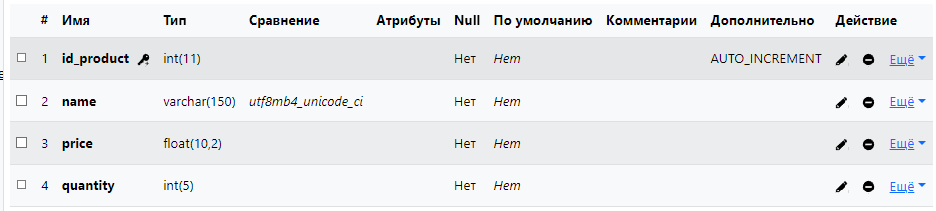 # Имя Тип Сравнение Атрибуты Null По умолчанию Комментарии Дополнительно Действие
1 id_product int(11) Нет Нет AUTO_INCREMENT Ещё
2 name varchar(150) utf8mb4_unicode_ci Нет Нет Ещё
3 price float(10,2) Нет Нет Ещё
4 quantity int(5) Нет Нет Ещё